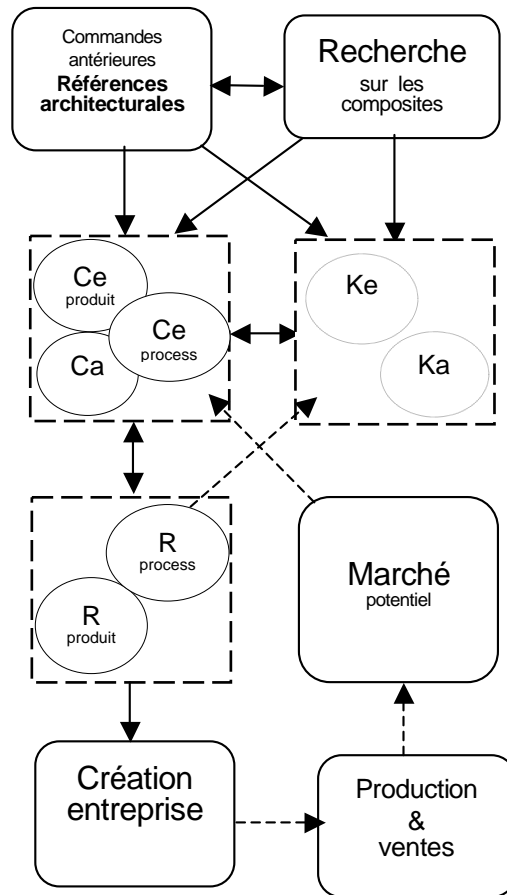 Commandes
antérieures
Références
architecturales
Recherche
sur les
composites
Ce
produit
Ce
process
Ca
Ke
Ka
R
process
R
produit
Marché
potentiel
Création
entreprise
Production
&
ventes